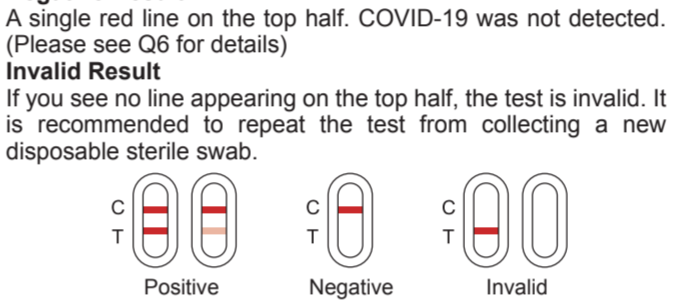 A single red line on the top half. COVID-19 was not detected.
(Please see Q6 for details)
Invalid Result
If you see no line appearing on the top half, the test is invalid. It
is recommended to repeat the test from collecting a new
disposable sterile swab.
C C C
T T T
Positive Negative Invalid